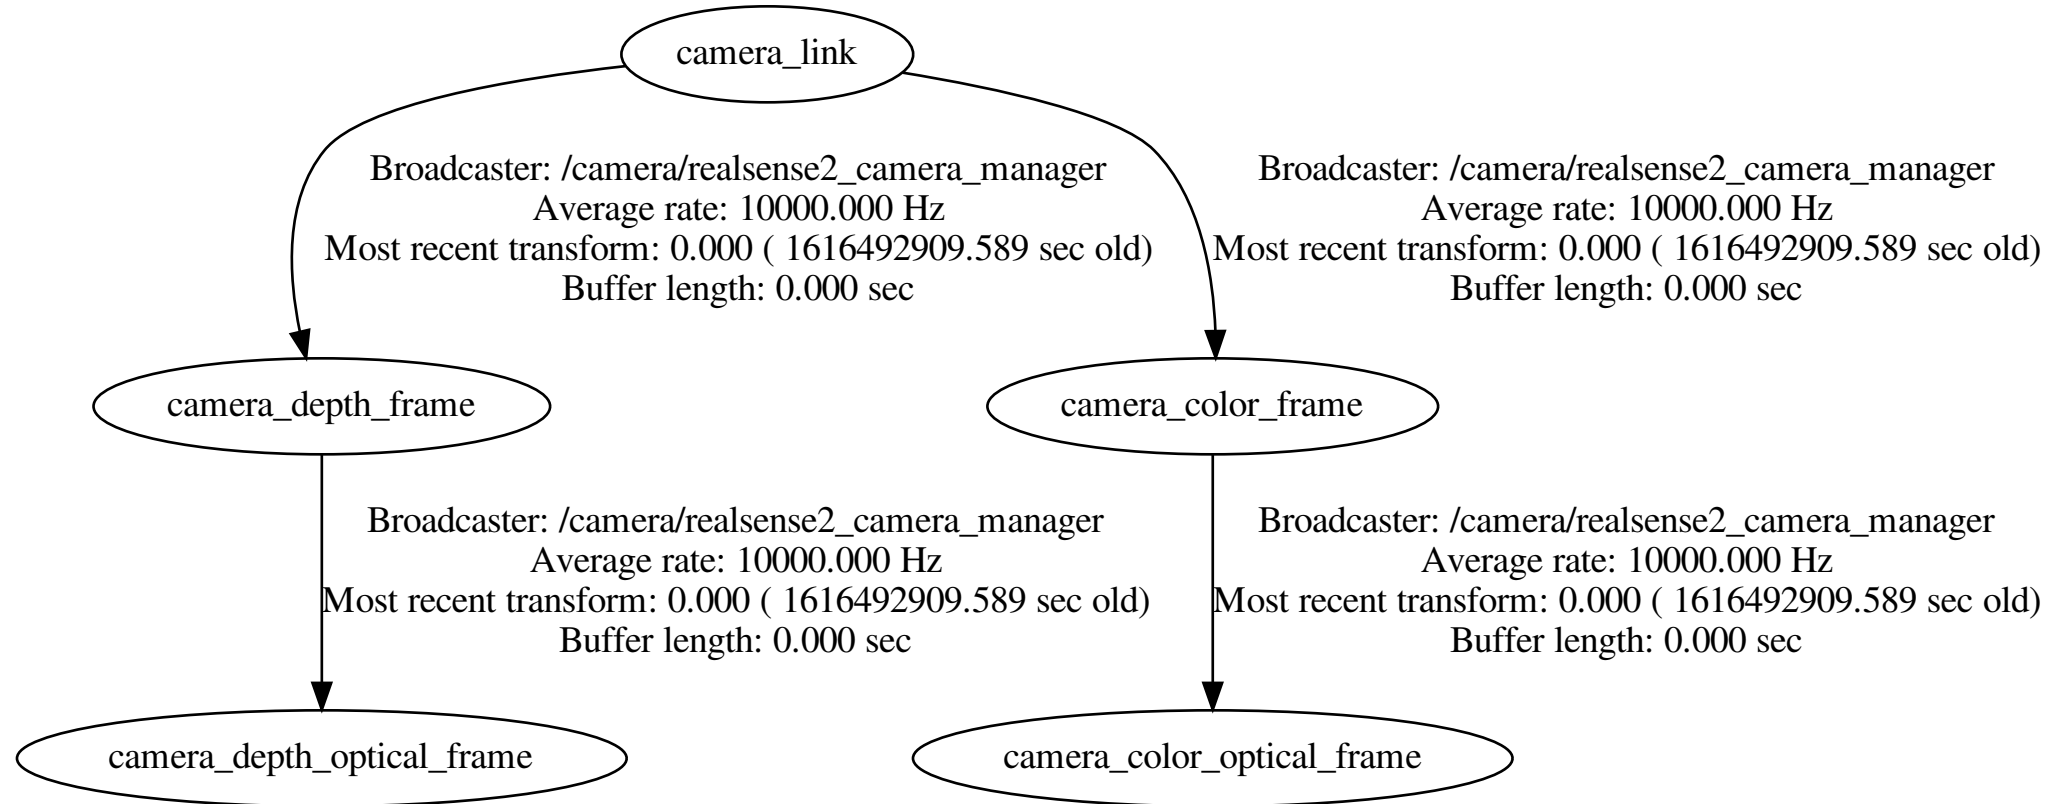 camera_link
Broadcaster: /camera/realsense2_camera_manager
Average rate: 10000.000 Hz
Most recent transform: 0.000 ( 1616492909.589 sec old)
Buffer length: 0.000 sec
Broadcaster: /camera/realsense2_camera_manager
Average rate: 10000.000 Hz
Most recent transform: 0.000 ( 1616492909.589 sec old)
Buffer length: 0.000 sec
camera_depth_frame
camera_color_frame
Broadcaster: /camera/realsense2_camera_manager
Average rate: 10000.000 Hz
Most recent transform: 0.000 ( 1616492909.589 sec old)
Buffer length: 0.000 sec
Broadcaster: /camera/realsense2_camera_manager
Average rate: 10000.000 Hz
Most recent transform: 0.000 ( 1616492909.589 sec old)
Buffer length: 0.000 sec
camera_depth_optical_frame
camera_color_optical_frame